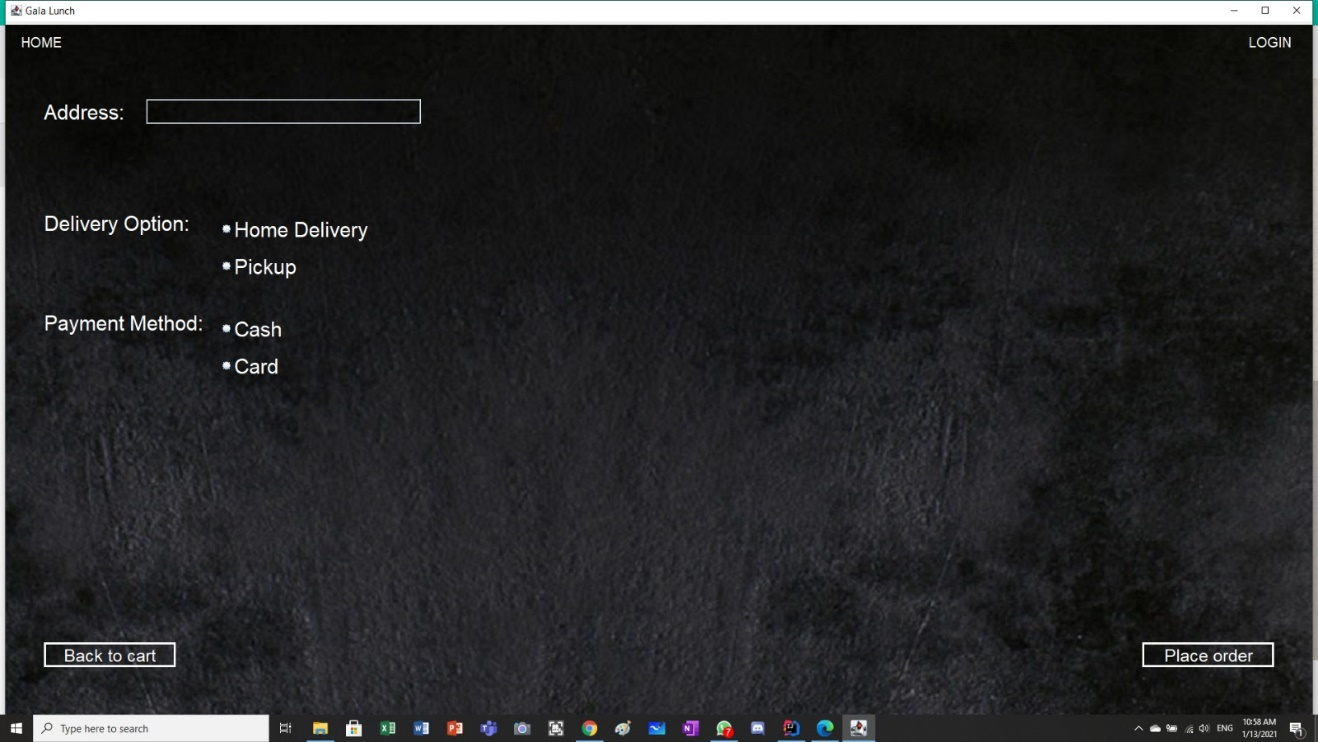 Gala Lunch
HOME
LOGIN
Address:
Delivery Option:
Home Delivery
Pickup
Payment Method:
Cash
Card
Back to cart
Place order
Type here to search
ENG
10:58 AM
1/13/2021